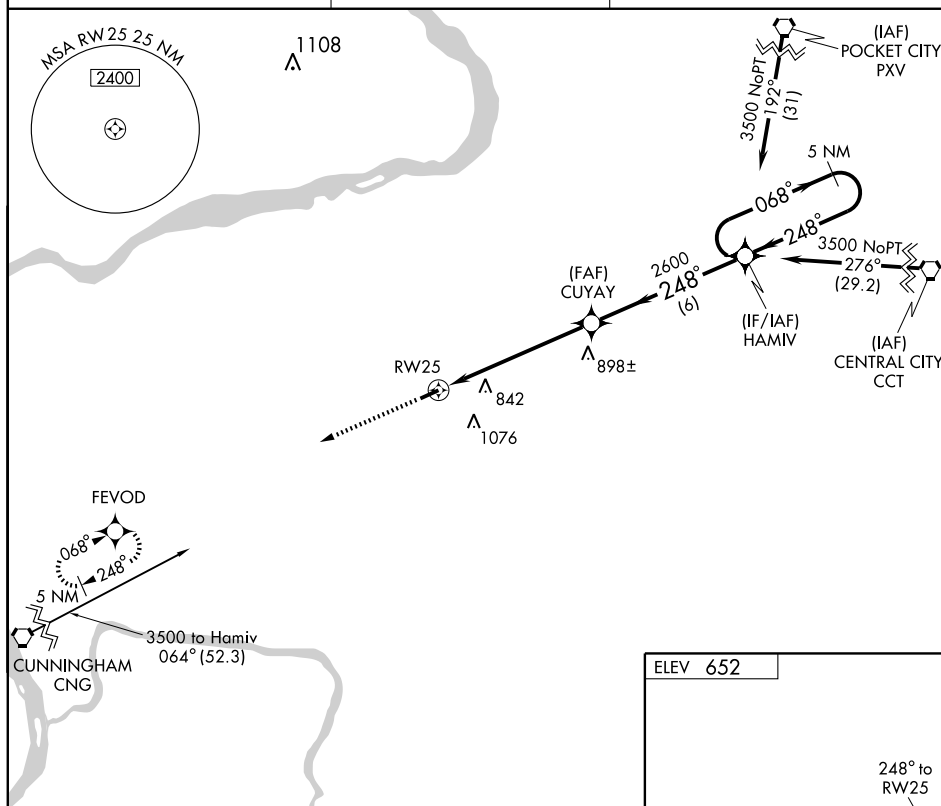 MSA RW25 25 NM
2400
1108
(IAF)
POCKET CITY
PXV
3500 NoPT
192°
(31)
5 NM
068°
248°
3500 NoPT
276°
(29.2)
(IAF)
CENTRAL CITY
CCT
(IF/IAF)
HAMIV
2600
248°
(6)
(FAF)
CUYAY
898±
RW25
842
1076
FEVOD
068°
248°
5 NM
3500 to Hamiv
064° (52.3)
CUNNINGHAM
CNG
ELEV 652
248° to
RW25